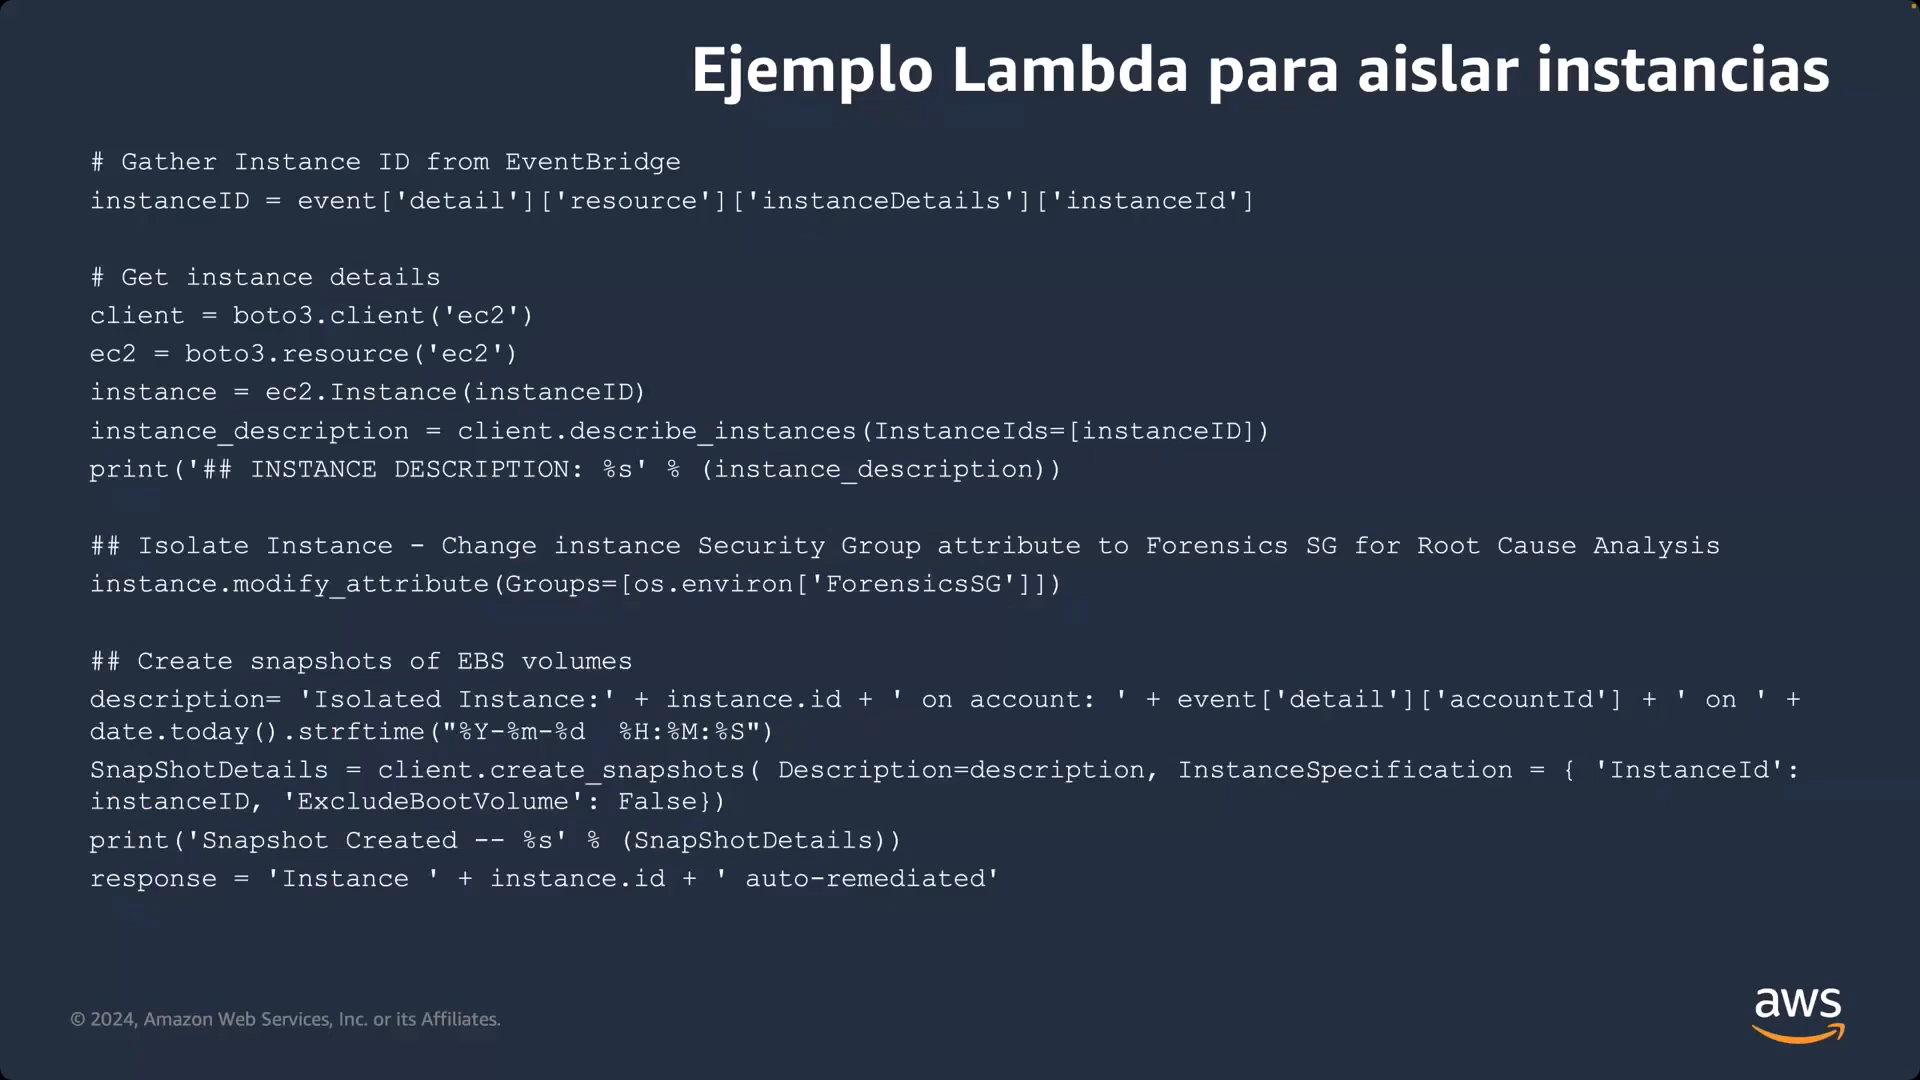 Ejemplo Lambda para aislar instancias
# Gather Instance ID from EventBridge
instanceID = event['detail']['resource']['instanceDetails']['instanceId']
# Get instance details
client = boto3.client('ec2')
ec2 = boto3.resource('ec2')
instance = ec2.Instance(instanceID)
instance_description = client.describe_instances(InstanceIds=[instanceID])
print('## INSTANCE DESCRIPTION: %s' % (instance_description))
## Isolate Instance - Change instance Security Group attribute to Forensics SG for Root Cause Analysis
instance.modify_attribute(Groups=[os.environ['ForensicsSG']])
## Create snapshots of EBS volumes
description= 'Isolated Instance:' + instance.id + ' on account: ' + event['detail']['accountId'] + ' on ' +
date.today().strftime("%Y-%m-%d  %H:%M:%S")
SnapShotDetails = client.create_snapshots( Description=description, InstanceSpecification = { 'InstanceId':
instanceID, 'ExcludeBootVolume': False})
print('Snapshot Created -- %s' % (SnapShotDetails))
response = 'Instance ' + instance.id + ' auto-remediated'
© 2024, Amazon Web Services, Inc. or its Affiliates.
aws